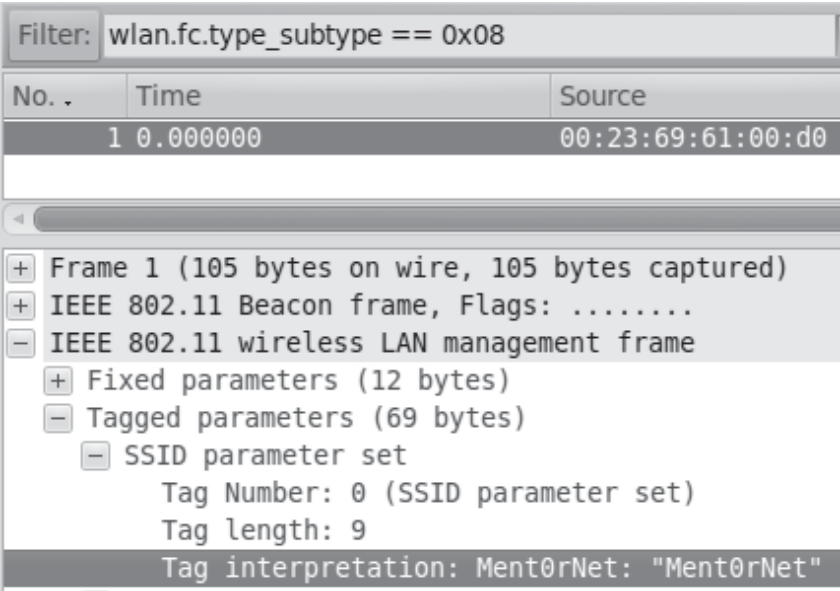 Filter: wlan.fc.type_subtype == 0x08
No. Time Source
1 0.000000 00:23:69:61:00:d0
Frame 1 (105 bytes on wire, 105 bytes captured)
IEEE 802.11 Beacon frame, Flags: ........
IEEE 802.11 wireless LAN management frame
Fixed parameters (12 bytes)
Tagged parameters (69 bytes)
SSID parameter set
Tag Number: 0 (SSID parameter set)
Tag length: 9
Tag interpretation: Ment0rNet: "Ment0rNet"